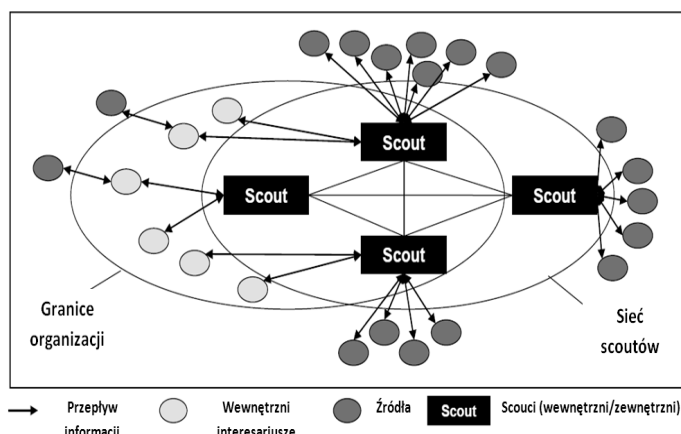 Scout
Scout
Scout
Scout
Granice
organizacji
Sieć
scoutów
Przepływ
informacji
Wewnętrzni
interesariusze
Źródła
Scout
Scouci (wewnętrzni/zewnętrzni)